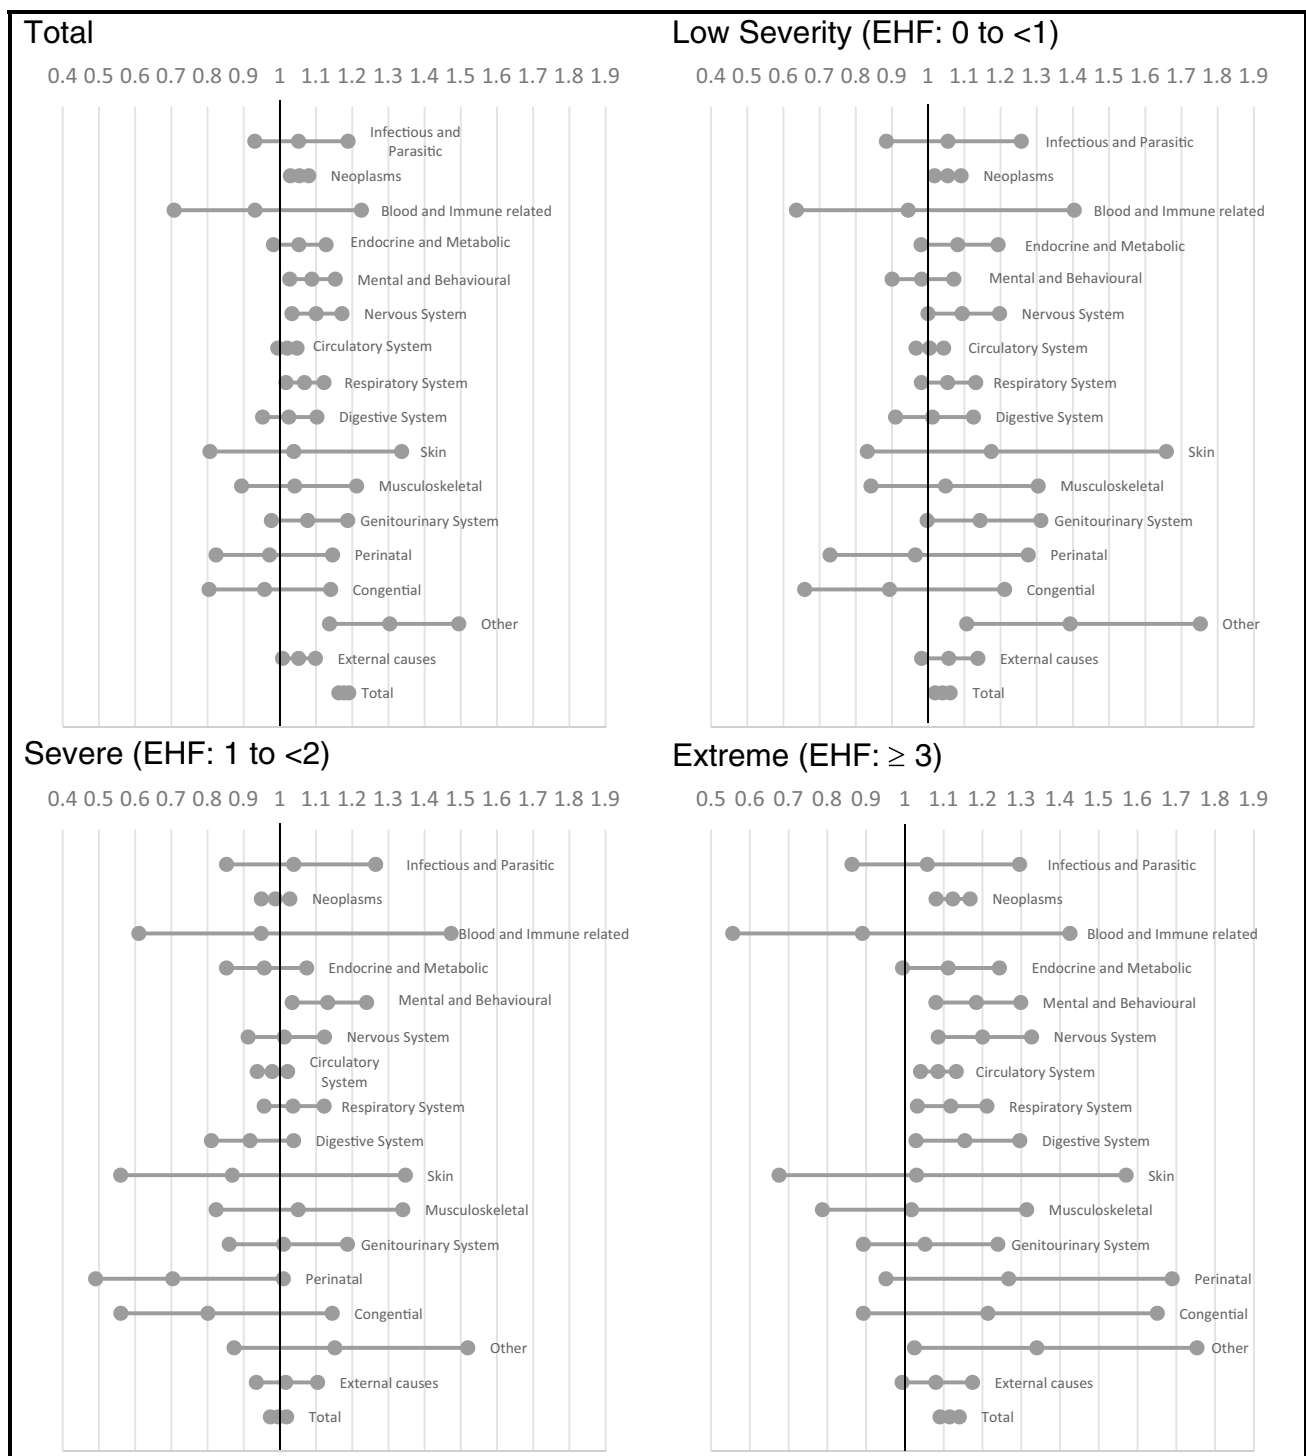 Total
0.4 0.5 0.6 0.7 0.8 0.9 1 1.1 1.2 1.3 1.4 1.5 1.6 1.7 1.8 1.9
Infectious and
Parasitic
Neoplasms
Blood and Immune related
Endocrine and Metabolic
Mental and Behavioural
Nervous System
Circulatory System
Respiratory System
Digestive System
Skin
Musculoskeletal
Genitourinary System
Perinatal
Congential
Other
External causes
Total
Low Severity (EHF: 0 to <1)
0.4 0.5 0.6 0.7 0.8 0.9 1 1.1 1.2 1.3 1.4 1.5 1.6 1.7 1.8 1.9
Infectious and Parasitic
Neoplasms
Blood and Immune related
Endocrine and Metabolic
Mental and Behavioural
Nervous System
Circulatory System
Respiratory System
Digestive System
Skin
Musculoskeletal
Genitourinary System
Perinatal
Congential
Other
External causes
Total
Severe (EHF: 1 to <2)
0.4 0.5 0.6 0.7 0.8 0.9 1 1.1 1.2 1.3 1.4 1.5 1.6 1.7 1.8 1.9
Infectious and Parasitic
Neoplasms
Blood and Immune related
Endocrine and Metabolic
Mental and Behavioural
Nervous System
Circulatory
System
Respiratory System
Digestive System
Skin
Musculoskeletal
Genitourinary System
Perinatal
Congential
Other
External causes
Total
Extreme (EHF: ≥ 3)
0.5 0.6 0.7 0.8 0.9 1 1.1 1.2 1.3 1.4 1.5 1.6 1.7 1.8 1.9
Infectious and Parasitic
Neoplasms
Blood and Immune related
Endocrine and Metabolic
Mental and Behavioural
Nervous System
Circulatory System
Respiratory System
Digestive System
Skin
Musculoskeletal
Genitourinary System
Perinatal
Congential
Other
External causes
Total